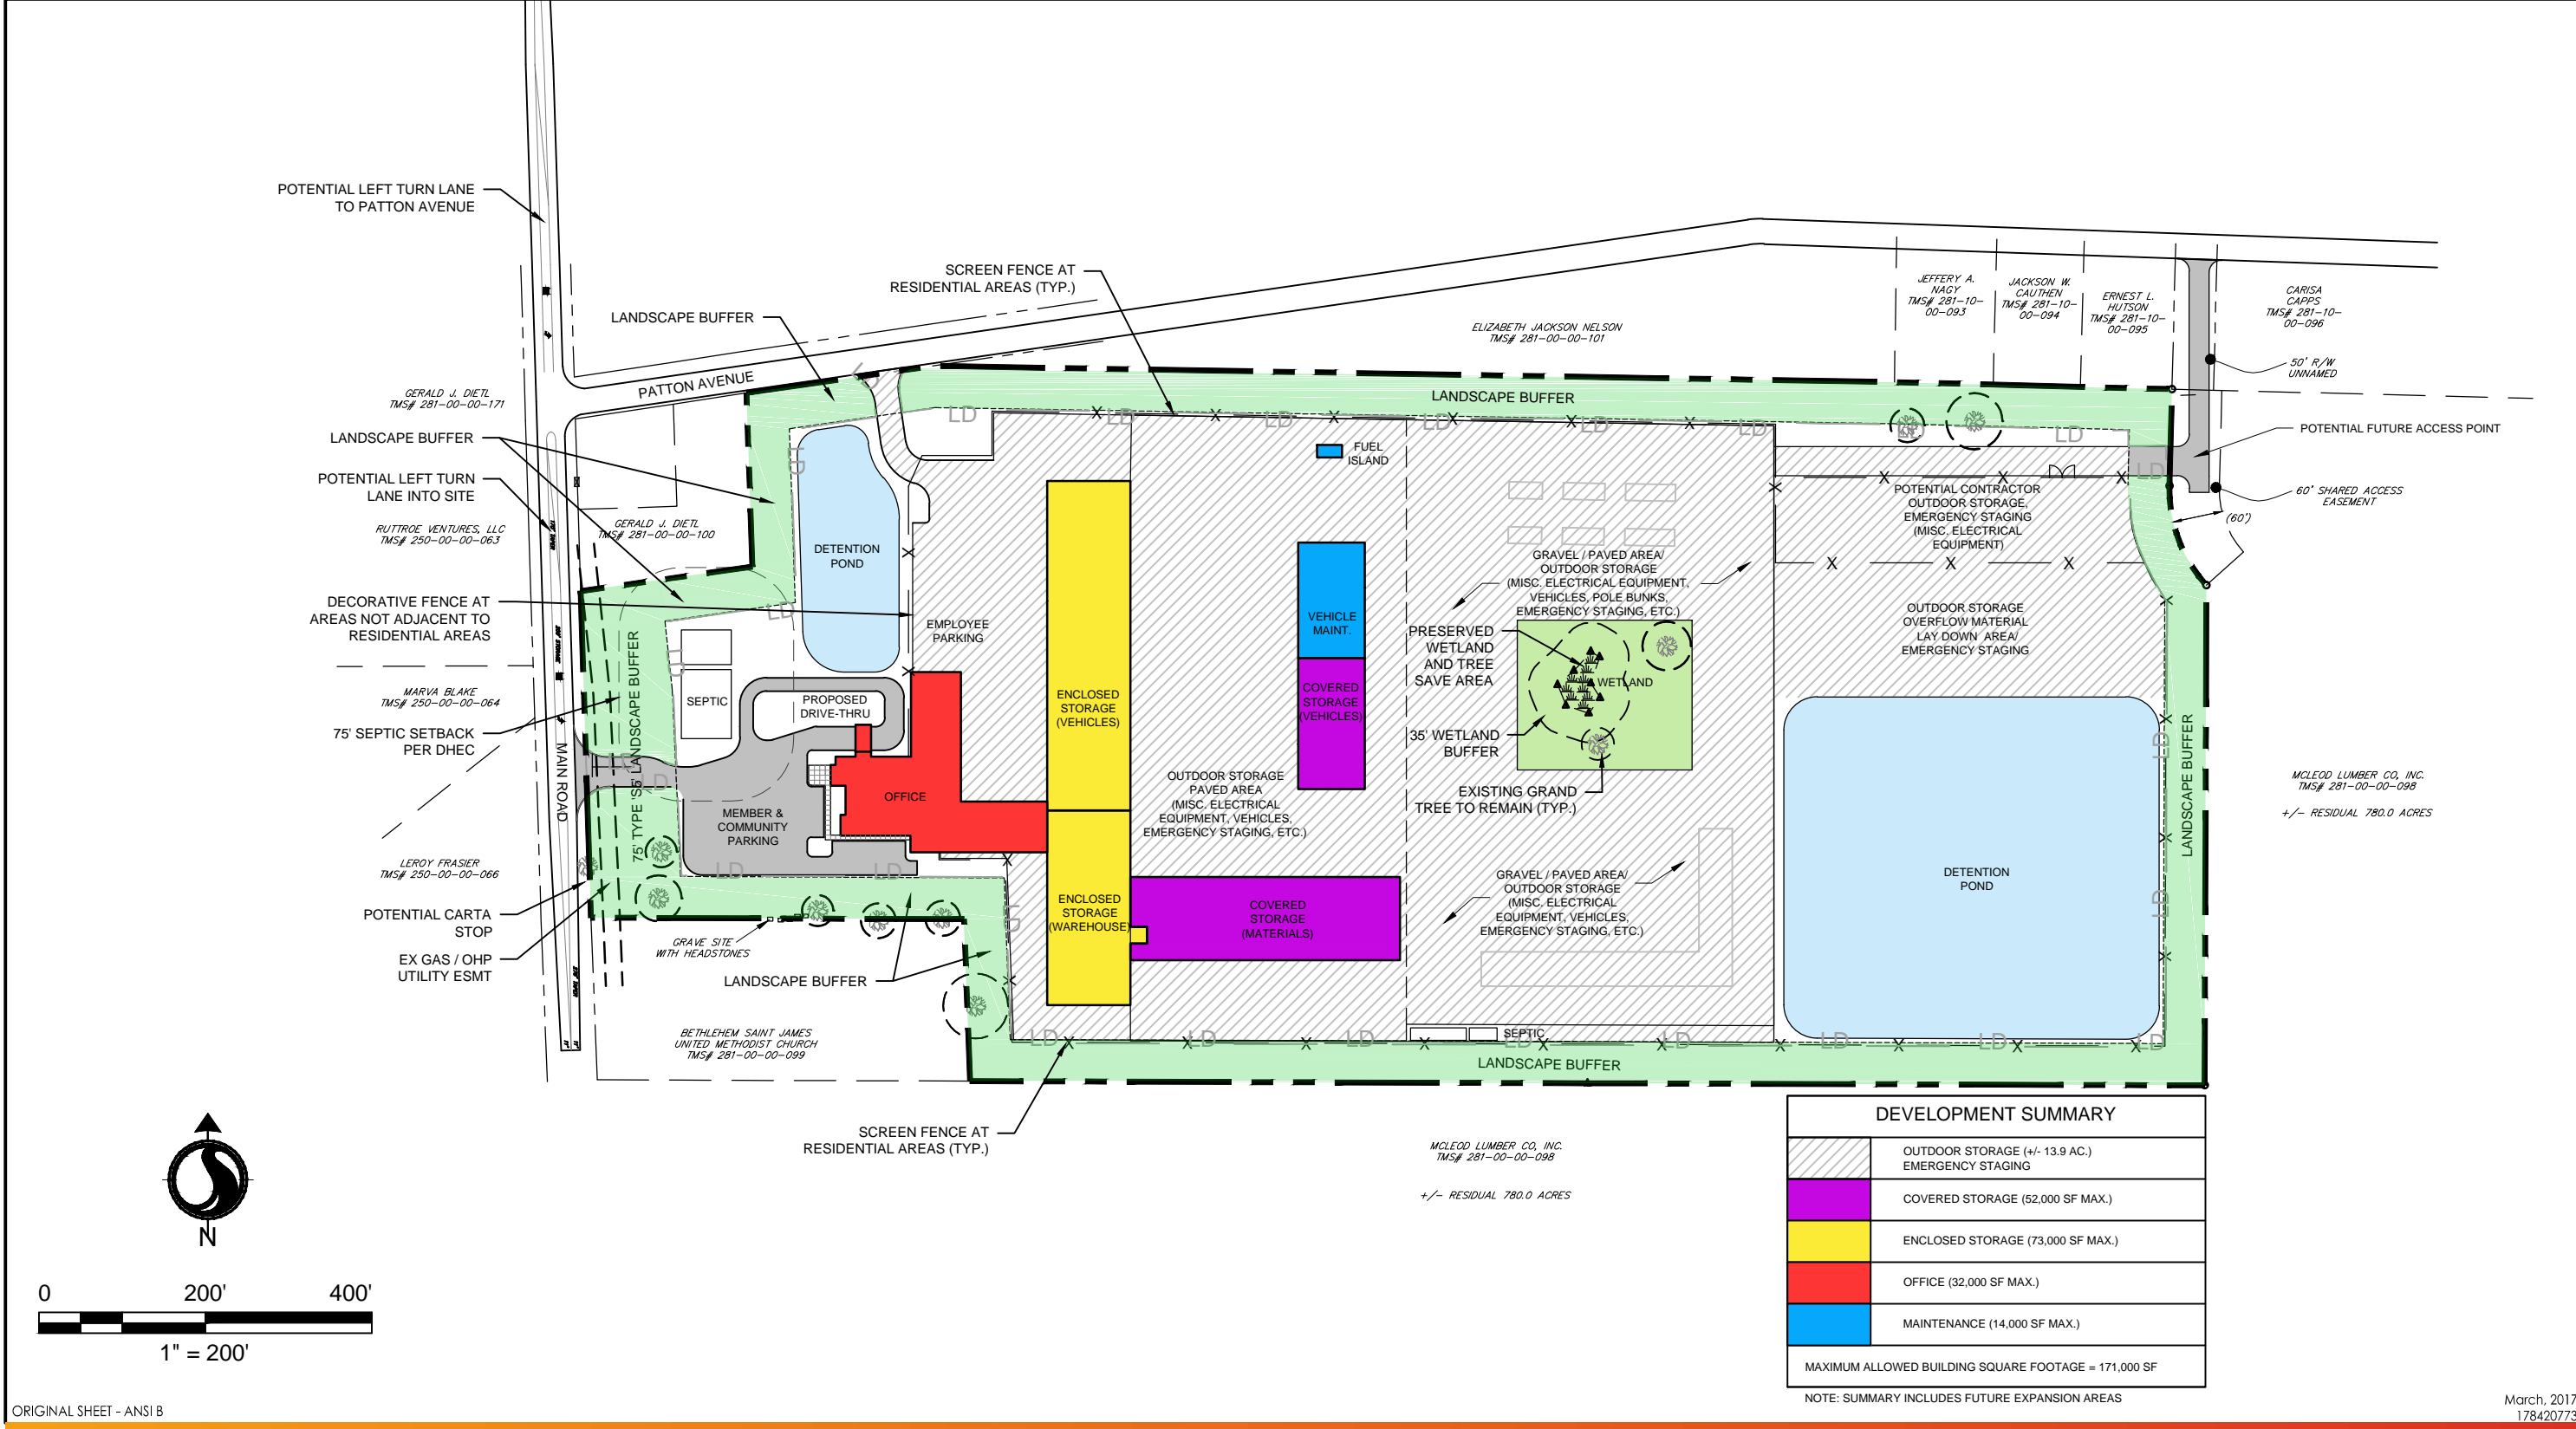 POTENTIAL LEFT TURN LANE
TO PATTON AVENUE
SCREEN FENCE AT
RESIDENTIAL AREAS (TYP.)
LANDSCAPE BUFFER
ELIZABETH JACKSON NELSON
TMS# 281-00-00-101
JEFFERY A.
NAGY
TMS# 281-10-
00-093
JACKSON W.
CAUTHEN
TMS# 281-10-
00-094
ERNEST L.
HUTSON
TMS# 281-10-
00-095
CARISA
CAPPS
TMS# 281-10-
00-096
50' R/W
UNNAMED
PATTON AVENUE
GERALD J. DIETL
TMS# 281-00-00-171
LANDSCAPE BUFFER
LANDSCAPE BUFFER
POTENTIAL FUTURE ACCESS POINT
POTENTIAL LEFT TURN
LANE INTO SITE
FUEL
ISLAND
60' SHARED ACCESS
EASEMENT
(60')
RUTTROE VENTURES, LLC
TMS# 250-00-00-063
GERALD J. DIETL
TMS# 281-00-00-100
DETENTION
POND
POTENTIAL CONTRACTOR
OUTDOOR STORAGE,
EMERGENCY STAGING
(MISC. ELECTRICAL
EQUIPMENT)
GRAVEL / PAVED AREA/
OUTDOOR STORAGE
(MISC. ELECTRICAL EQUIPMENT,
VEHICLES, POLE BUNKS,
EMERGENCY STAGING, ETC.)
DECORATIVE FENCE AT
AREAS NOT ADJACENT TO
RESIDENTIAL AREAS
EMPLOYEE
PARKING
VEHICLE
MAINT.
OUTDOOR STORAGE
OVERFLOW MATERIAL
LAY DOWN AREA/
EMERGENCY STAGING
PRESERVED
WETLAND
AND TREE
SAVE AREA
WETLAND
MARVA BLAKE
TMS# 250-00-00-064
75' SEPTIC SETBACK
PER DHEC
MAIN ROAD
75' TYPE 'S5' LANDSCAPE BUFFER
SEPTIC
PROPOSED
DRIVE-THRU
ENCLOSED
STORAGE
(VEHICLES)
COVERED
STORAGE
(VEHICLES)
35' WETLAND
BUFFER
OFFICE
OUTDOOR STORAGE
PAVED AREA
(MISC. ELECTRICAL
EQUIPMENT, VEHICLES,
EMERGENCY STAGING, ETC.)
EXISTING GRAND
TREE TO REMAIN (TYP.)
LANDSCAPE BUFFER
MCLEOD LUMBER CO, INC.
TMS# 281-00-00-098
+/- RESIDUAL 780.0 ACRES
MEMBER &
COMMUNITY
PARKING
LEROY FRASIER
TMS# 250-00-00-066
POTENTIAL CARTA
STOP
EX GAS / OHP
UTILITY ESMT
GRAVE SITE
WITH HEADSTONES
LANDSCAPE BUFFER
ENCLOSED
STORAGE
(WAREHOUSE)
COVERED
STORAGE
(MATERIALS)
GRAVEL / PAVED AREA/
OUTDOOR STORAGE
(MISC. ELECTRICAL
EQUIPMENT, VEHICLES,
EMERGENCY STAGING, ETC.)
DETENTION
POND
BETHLEHEM SAINT JAMES
UNITED METHODIST CHURCH
TMS# 281-00-00-099
SEPTIC
LANDSCAPE BUFFER
SCREEN FENCE AT
RESIDENTIAL AREAS (TYP.)
MCLEOD LUMBER CO, INC.
TMS# 281-00-00-098
+/- RESIDUAL 780.0 ACRES
DEVELOPMENT SUMMARY
OUTDOOR STORAGE (+/- 13.9 AC.)
EMERGENCY STAGING
COVERED STORAGE (52,000 SF MAX.)
ENCLOSED STORAGE (73,000 SF MAX.)
OFFICE (32,000 SF MAX.)
MAINTENANCE (14,000 SF MAX.)
MAXIMUM ALLOWED BUILDING SQUARE FOOTAGE = 171,000 SF
NOTE: SUMMARY INCLUDES FUTURE EXPANSION AREAS
N
0 200' 400'
1" = 200'
ORIGINAL SHEET - ANSI B
March, 2017
178420773